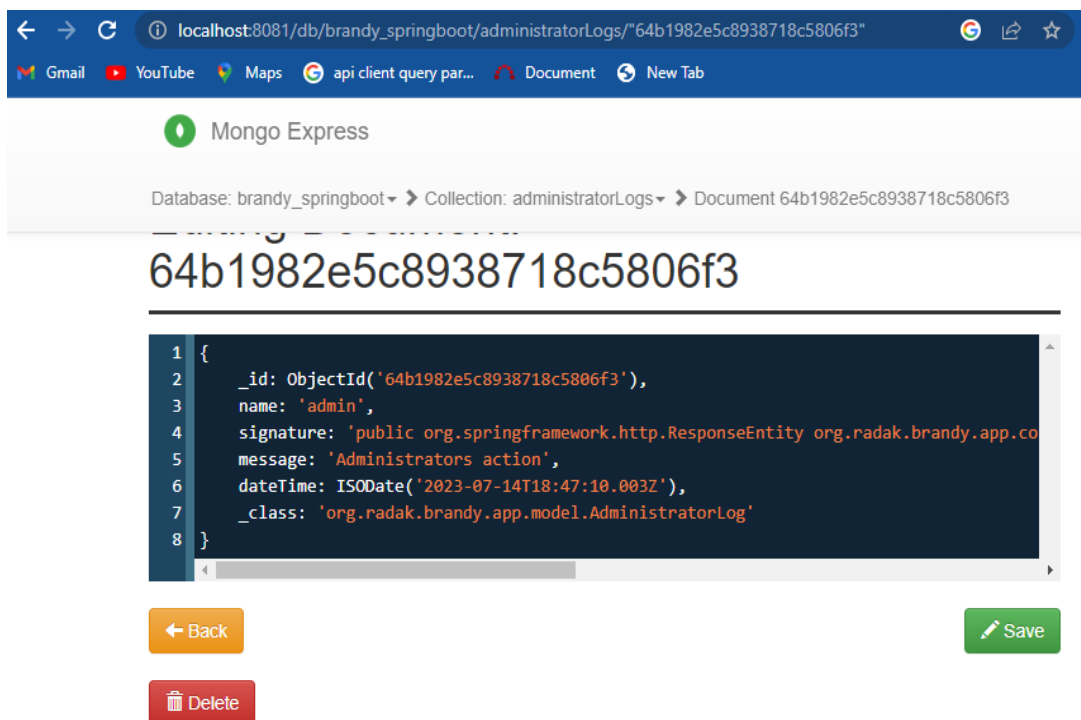 localhost:8081/db/brandy_springboot/administratorLogs/"64b1982e5c8938718c5806f3"
Gmail YouTube Maps api client query par... Document New Tab
Mongo Express
Database: brandy_springboot Collection: administratorLogs Document 64b1982e5c8938718c5806f3
64b1982e5c8938718c5806f3
1 {
2 _id: ObjectId('64b1982e5c8938718c5806f3'),
3 name: 'admin',
4 signature: 'public org.springframework.http.ResponseEntity org.radak.brandy.app.co
5 message: 'Administrators action',
6 dateTime: ISODate('2023-07-14T18:47:10.003Z'),
7 _class: 'org.radak.brandy.app.model.AdministratorLog'
8 }
Back
Save
Delete